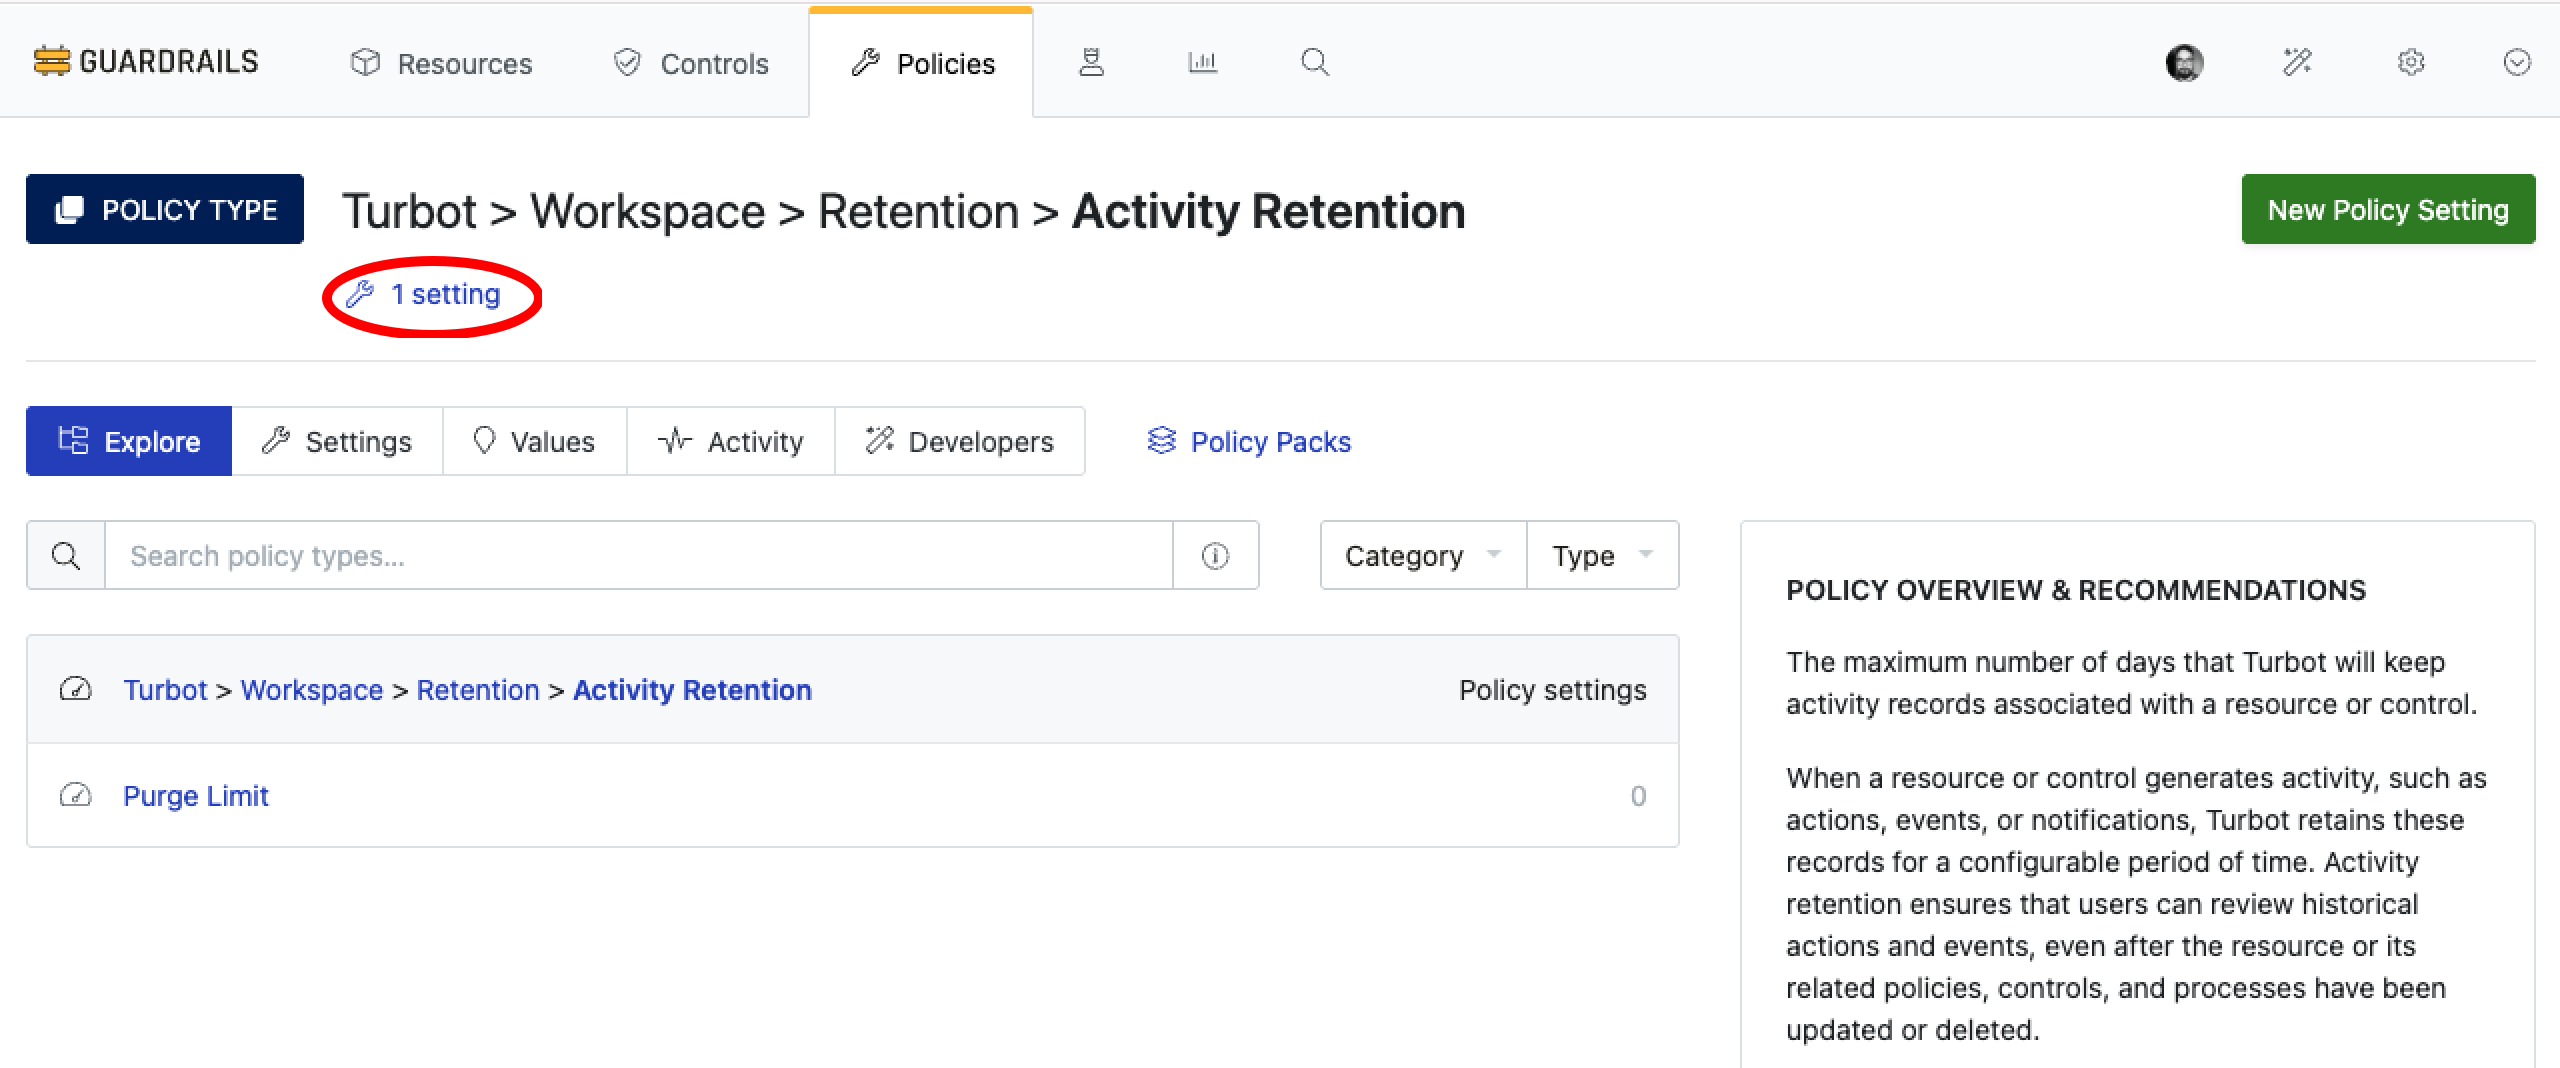 GUARDRAILS Resources Controls Policies
POLICY TYPE Turbot > Workspace > Retention > Activity Retention New Policy Setting
1 setting
Explore Settings Values Activity Developers Policy Packs
Search policy types... Category Type
Turbot > Workspace > Retention > Activity Retention Policy settings
Purge Limit 0
POLICY OVERVIEW & RECOMMENDATIONS
The maximum number of days that Turbot will keep
activity records associated with a resource or control.
When a resource or control generates activity, such as
actions, events, or notifications, Turbot retains these
records for a configurable period of time. Activity
retention ensures that users can review historical
actions and events, even after the resource or its
related policies, controls, and processes have been
updated or deleted.